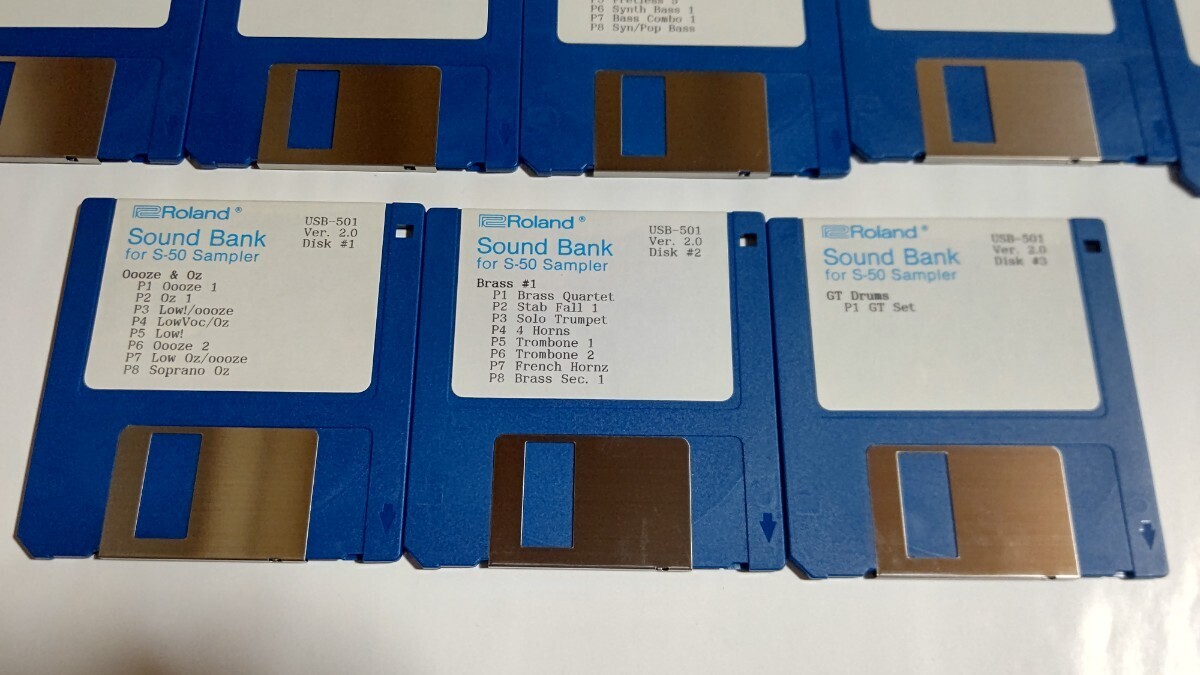 P6 Synth Bass 1
P7 Bass Combo 1
P8 Syn/Pop Bass
Roland®
Sound Bank
for S-50 Sampler
USB-501
Ver. 2.0
Disk #1
Oooze & Oz
P1 Oooze 1
P2 Oz 1
P3 Low!/oooze
P4 LowVoc/Oz
P5 Low!
P6 Oooze 2
P7 Low Oz/oooze
P8 Soprano Oz
Roland®
Sound Bank
for S-50 Sampler
USB-501
Ver. 2.0
Disk #2
Brass #1
P1 Brass Quartet
P2 Stab Fall 1
P3 Solo Trumpet
P4 4 Horns
P5 Trombone 1
P6 Trombone 2
P7 French Hornz
P8 Brass Sec. 1
Roland®
Sound Bank
for S-50 Sampler
USB-501
Ver. 2.0
Disk #3
GT Drums
P1 GT Set